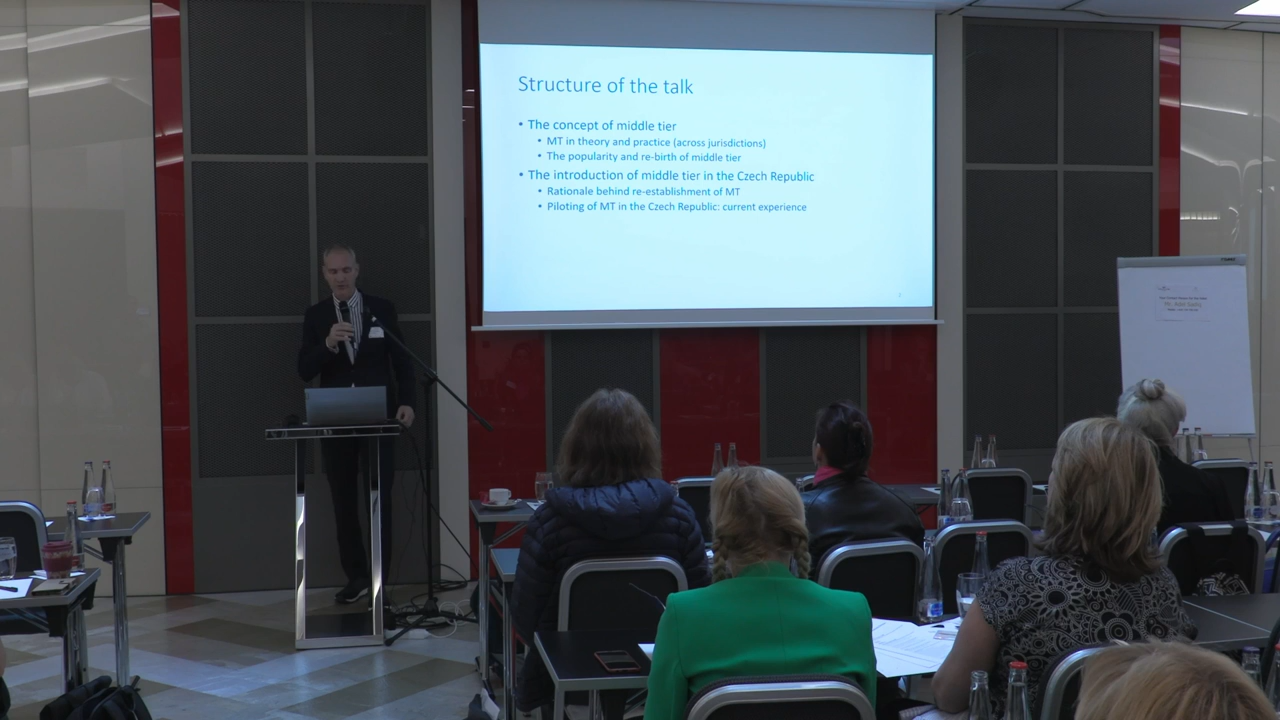 Structure of the talk
• The concept of middle tier
• MT in theory and practice (across jurisdictions)
• The popularity and re-birth of middle tier
• The introduction of middle tier in the Czech Republic
• Rationale behind re-establishment of MT
• Piloting of MT in the Czech Republic: current experience